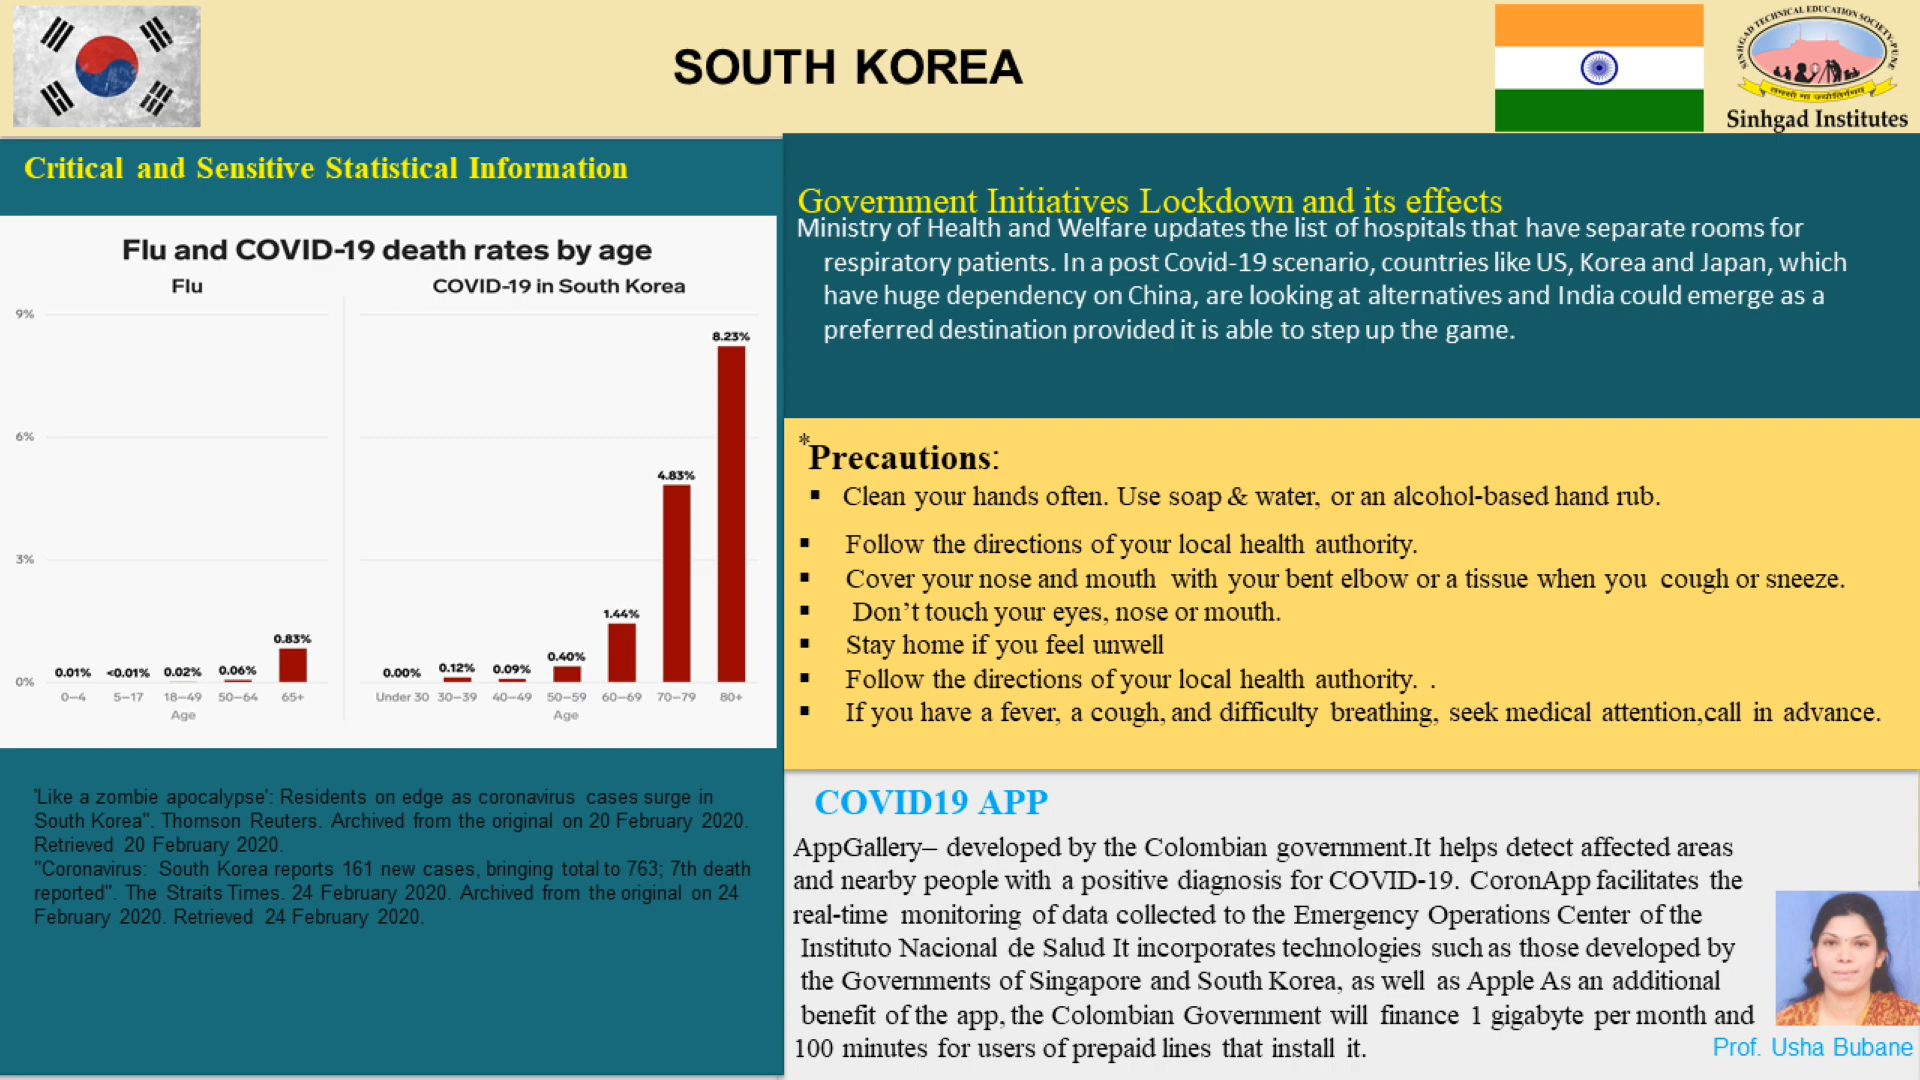 SOUTH KOREA
SINHGAD TECHNICAL EDUCATION SOCIETY-PUNE
Sinhgad Institutes
Critical and Sensitive Statistical Information
Flu and COVID-19 death rates by age
Flu
COVID-19 in South Korea
9%
6%
3%
0%
0.01% <0.01% 0.02% 0.06% 0.83%
0–4 5–17 18–49 50–64 65+
Age
0.00% 0.12% 0.09% 0.40% 1.44% 4.83% 8.23%
Under 30 30–39 40–49 50–59 60–69 70–79 80+
Age
'Like a zombie apocalypse': Residents on edge as coronavirus cases surge in
South Korea". Thomson Reuters. Archived from the original on 20 February 2020.
Retrieved 20 February 2020.
"Coronavirus: South Korea reports 161 new cases, bringing total to 763; 7th death
reported". The Straits Times. 24 February 2020. Archived from the original on 24
February 2020. Retrieved 24 February 2020.
Government Initiatives Lockdown and its effects
Ministry of Health and Welfare updates the list of hospitals that have separate rooms for
respiratory patients. In a post Covid-19 scenario, countries like US, Korea and Japan, which
have huge dependency on China, are looking at alternatives and India could emerge as a
preferred destination provided it is able to step up the game.
*Precautions:
▪ Clean your hands often. Use soap & water, or an alcohol-based hand rub.
▪ Follow the directions of your local health authority.
▪ Cover your nose and mouth with your bent elbow or a tissue when you cough or sneeze.
▪ Don’t touch your eyes, nose or mouth.
▪ Stay home if you feel unwell
▪ Follow the directions of your local health authority. .
▪ If you have a fever, a cough, and difficulty breathing, seek medical attention,call in advance.
COVID19 APP
AppGallery– developed by the Colombian government.It helps detect affected areas
and nearby people with a positive diagnosis for COVID-19. CoronApp facilitates the
real-time monitoring of data collected to the Emergency Operations Center of the
Instituto Nacional de Salud It incorporates technologies such as those developed by
the Governments of Singapore and South Korea, as well as Apple As an additional
benefit of the app, the Colombian Government will finance 1 gigabyte per month and
100 minutes for users of prepaid lines that install it.
Prof. Usha Bubane